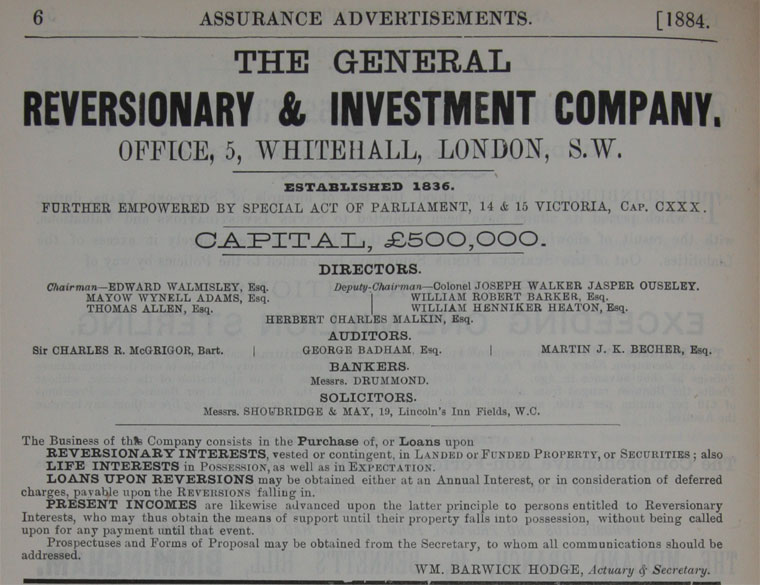 6 ASSURANCE ADVERTISEMENTS. [1884.
THE GENERAL
REVERSIONARY & INVESTMENT COMPANY.
OFFICE, 5, WHITEHALL, LONDON, S.W.
ESTABLISHED 1836.
FURTHER EMPOWERED BY SPECIAL ACT OF PARLIAMENT, 14 & 15 VICTORIA, CAP. CXXX.
CAPITAL, £500,000.
DIRECTORS.
Chairman—EDWARD WALMISLEY, Esq. Deputy-Chairman—Colonel JOSEPH WALKER JASPER OUSELEY.
MAYOW WYNELL ADAMS, Esq. | WILLIAM ROBERT BARKER, Esq.
THOMAS ALLEN, Esq. | WILLIAM HENNIKER HEATON, Esq.
HERBERT CHARLES MALKIN, Esq.
AUDITORS.
Sir CHARLES R. McGRIGOR, Bart. | GEORGE BADHAM, Esq. | MARTIN J. K. BECHER, Esq.
BANKERS.
Messrs. DRUMMOND.
SOLICITORS.
Messrs. SHOWBRIDGE & MAY, 19, Lincoln's Inn Fields, W.C.
The Business of this Company consists in the Purchase of, or Loans upon
REVERSIONARY INTERESTS, vested or contingent, in LANDED or FUNDED PROPERTY, or SECURITIES; also
LIFE INTERESTS in POSSESSION, as well as in EXPECTATION.
LOANS UPON REVERSIONS may be obtained either at an Annual Interest, or in consideration of deferred
charges, payable upon the REVERSIONS falling in.
PRESENT INCOMES are likewise advanced upon the latter principle to persons entitled to Reversionary
Interests, who may thus obtain the means of support until their property falls into possession, without being called
upon for any payment until that event.
Prospectuses and Forms of Proposal may be obtained from the Secretary, to whom all communications should be
addressed.
WM. BARWICK HODGE, Actuary & Secretary.